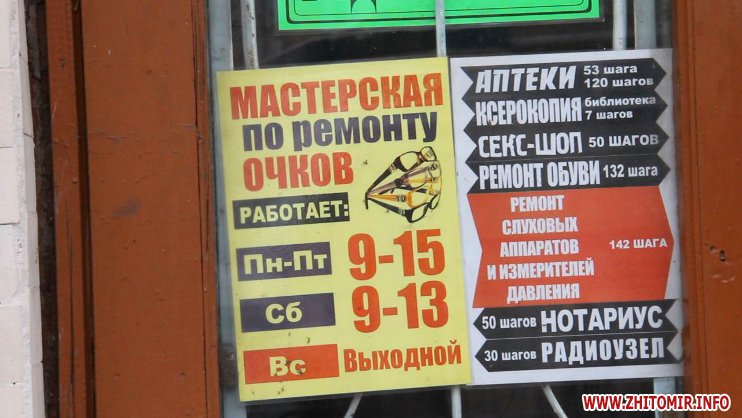 МАСТЕРСКАЯ
по ремонту
ОЧКОВ
РАБОТАЕТ:
Пн-Пт 9-15
Сб 9-13
Вс Выходной
АПТЕКИ 53 шага
120 шагов
КСЕРОКОПИЯ библиотека
7 шагов
СЕКС-ШОП 50 ШАГОВ
РЕМОНТ ОБУВИ 132 шага
РЕМОНТ
СЛУХОВЫХ
АППАРАТОВ 142 ШАГА
И ИЗМЕРИТЕЛЕЙ
ДАВЛЕНИЯ
50 шагов НОТАРИУС
30 шагов РАДИОУЗЕЛ
WWW.ZHITOMIR.INFO